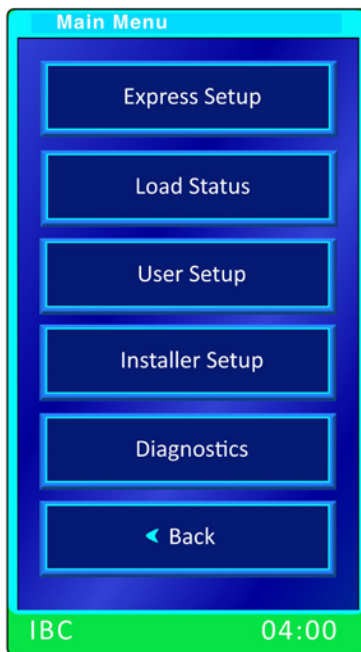 Main Menu
Express Setup
Load Status
User Setup
Installer Setup
Diagnostics
Back
IBC 04:00